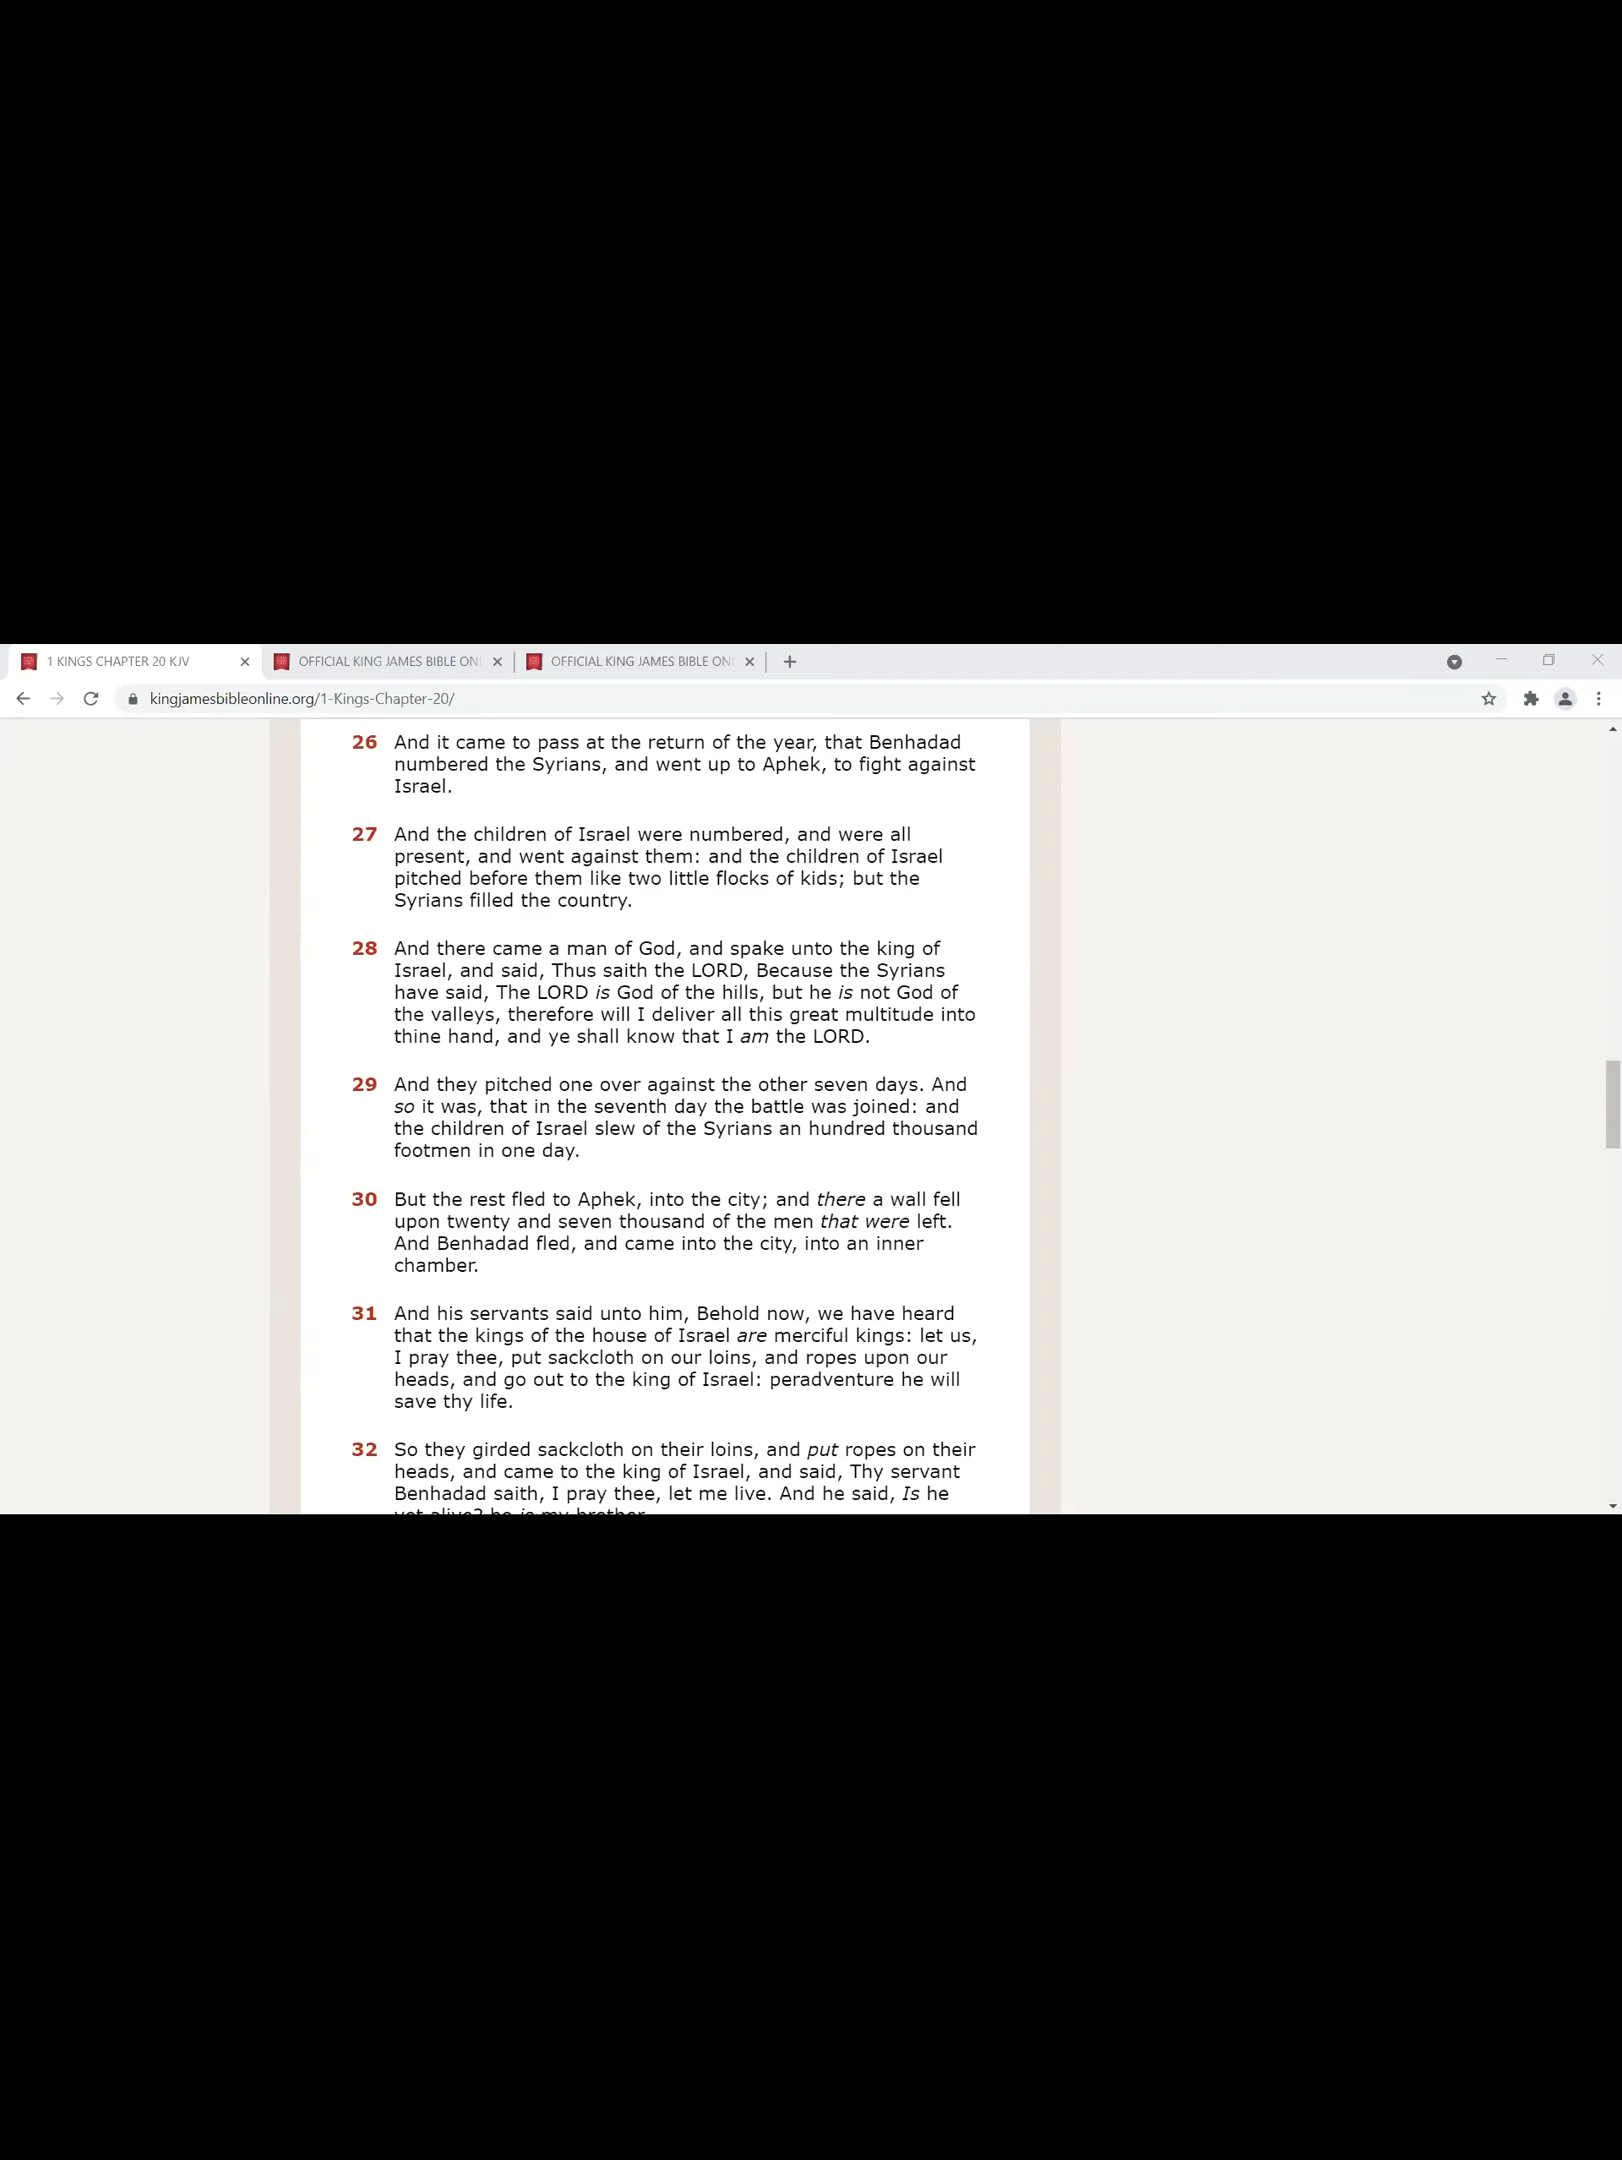 1 KINGS CHAPTER 20 KJV
OFFICIAL KING JAMES BIBLE ONL
OFFICIAL KING JAMES BIBLE ON
kingjamesbibleonline.org/1-Kings-Chapter-20/
26 And it came to pass at the return of the year, that Benhadad
numbered the Syrians, and went up to Aphek, to fight against
Israel.
27 And the children of Israel were numbered, and were all
present, and went against them: and the children of Israel
pitched before them like two little flocks of kids; but the
Syrians filled the country.
28 And there came a man of God, and spake unto the king of
Israel, and said, Thus saith the LORD, Because the Syrians
have said, The LORD is God of the hills, but he is not God of
the valleys, therefore will I deliver all this great multitude into
thine hand, and ye shall know that I am the LORD.
29 And they pitched one over against the other seven days. And
so it was, that in the seventh day the battle was joined: and
the children of Israel slew of the Syrians an hundred thousand
footmen in one day.
30 But the rest fled to Aphek, into the city; and there a wall fell
upon twenty and seven thousand of the men that were left.
And Benhadad fled, and came into the city, into an inner
chamber.
31 And his servants said unto him, Behold now, we have heard
that the kings of the house of Israel are merciful kings: let us,
I pray thee, put sackcloth on our loins, and ropes upon our
heads, and go out to the king of Israel: peradventure he will
save thy life.
32 So they girded sackcloth on their loins, and put ropes on their
heads, and came to the king of Israel, and said, Thy servant
Benhadad saith, I pray thee, let me live. And he said, Is he
yet alive? he is my brother.